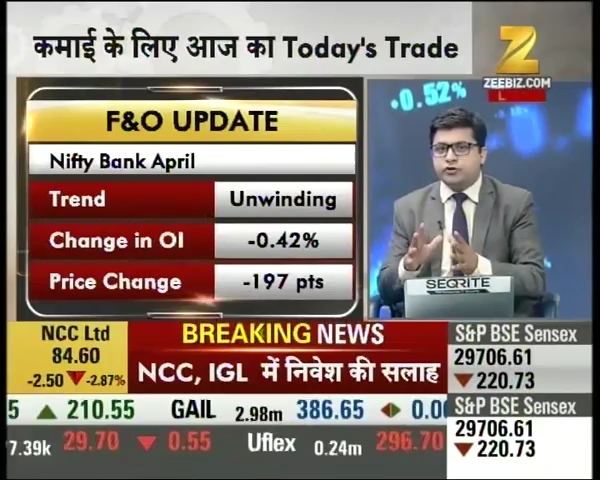 कमाई के लिए आज का Today's Trade
Z
ZEEBIZ.COM
L
+0.52%
F&O UPDATE
Nifty Bank April
Trend Unwinding
Change in OI -0.42%
Price Change -197 pts
SEQRITE
NCC Ltd
84.60
-2.50 ▼ -2.87%
BREAKING NEWS
NCC, IGL में निवेश की सलाह
S&P BSE Sensex
29706.61
▼ 220.73
5 ▲ 210.55 GAIL 2.98m 386.65 0.0
S&P BSE Sensex
29706.61
▼ 220.73
7.39k 29.70 ▼ 0.55 Uflex 0.24m 296.70